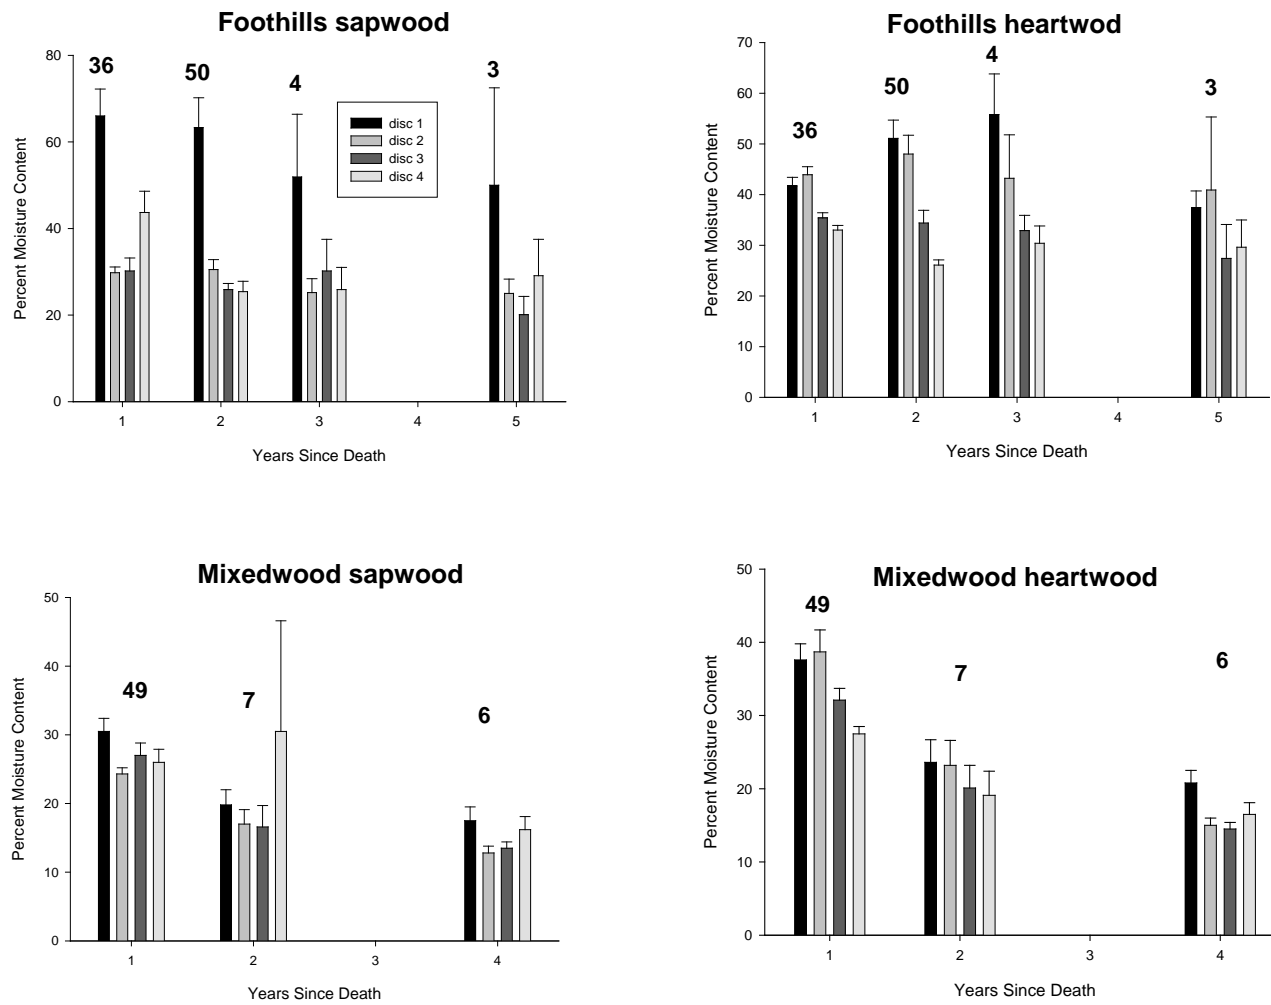 Foothills sapwood
80
60
40
20
0
Percent Moisture Content
36
50
4
3
disc 1
disc 2
disc 3
disc 4
1 2 3 4 5
Years Since Death
Foothills heartwod
70
60
50
40
30
20
10
0
Percent Moisture Content
36
50
4
3
1 2 3 4 5
Years Since Death
Mixedwood sapwood
50
40
30
20
10
0
Percent Moisture Content
49
7
6
1 2 3 4
Years Since Death
Mixedwood heartwood
50
40
30
20
10
0
Percent Moisture Content
49
7
6
1 2 3 4
Years Since Death